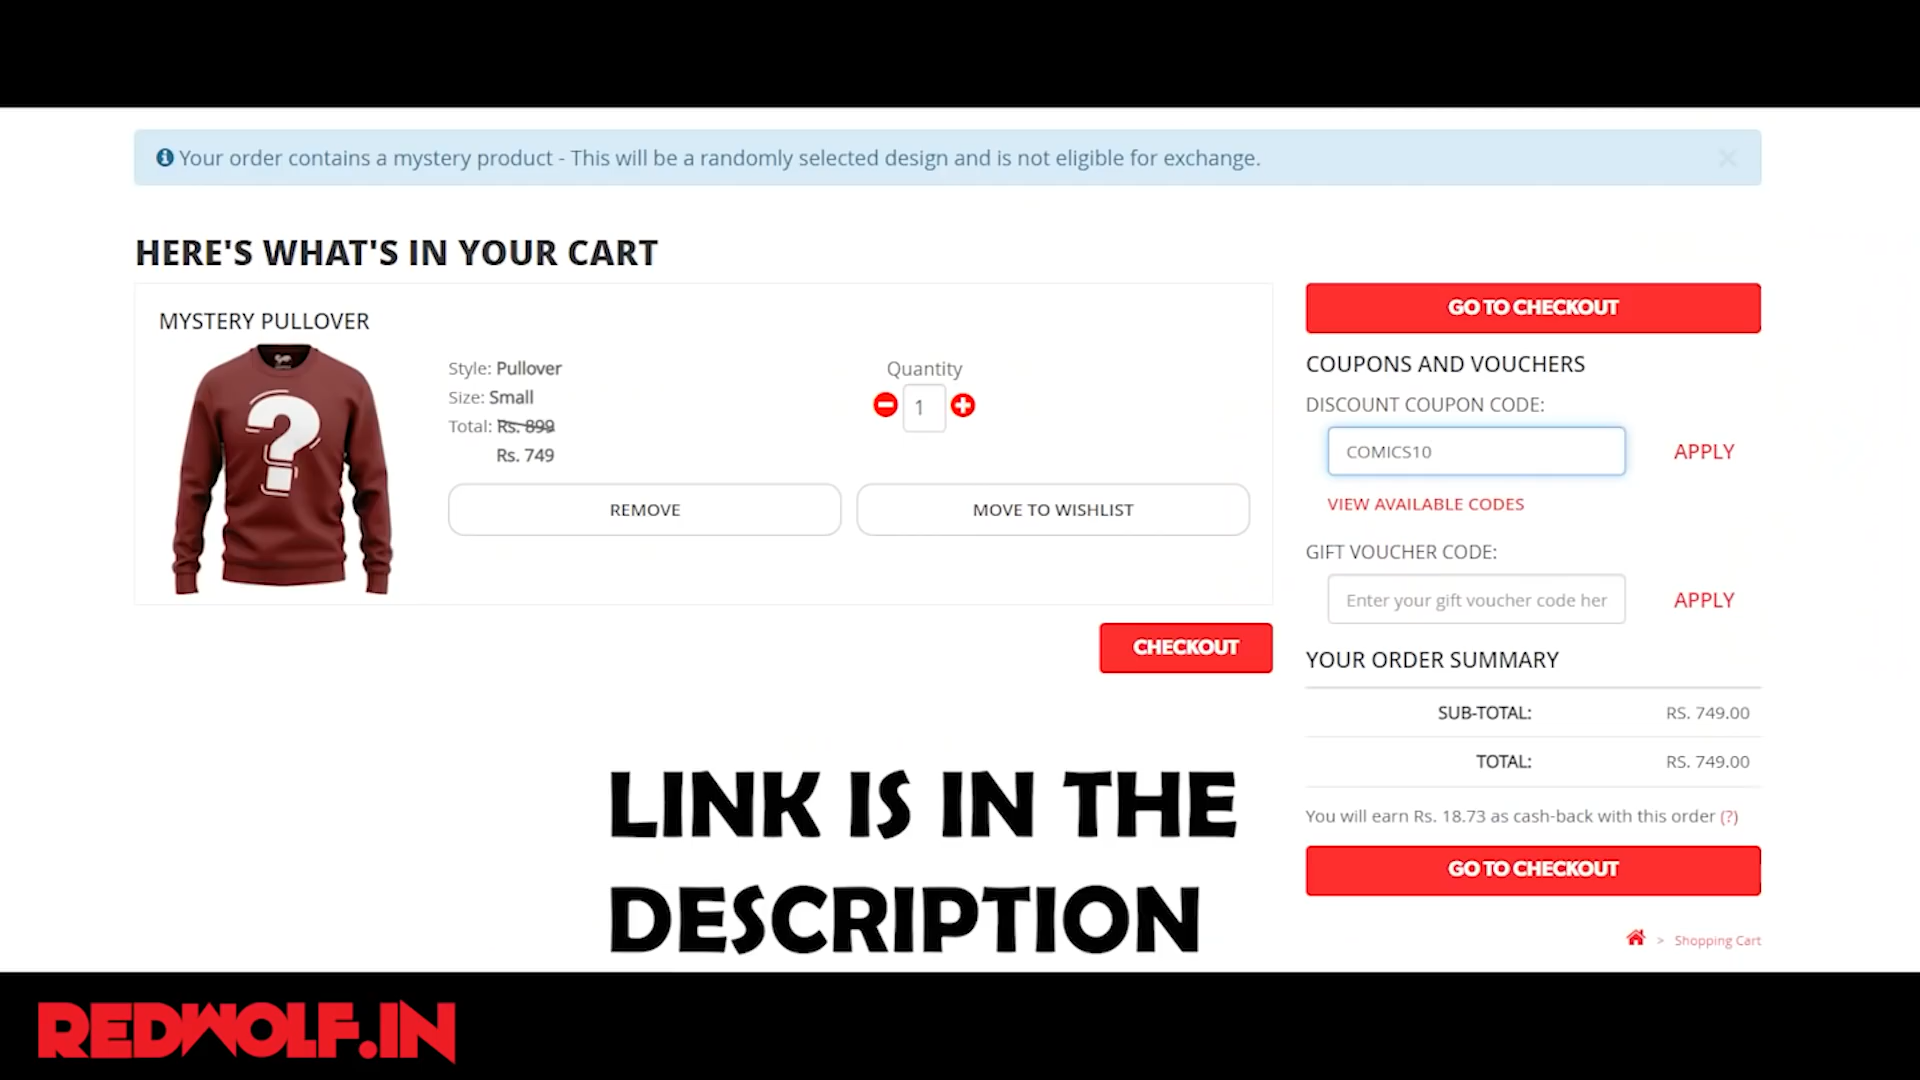 Your order contains a mystery product - This will be a randomly selected design and is not eligible for exchange.
HERE'S WHAT'S IN YOUR CART
MYSTERY PULLOVER
Style: Pullover
Size: Small
Total: Rs. 899
Rs. 749
Quantity
1
REMOVE
MOVE TO WISHLIST
CHECKOUT
GO TO CHECKOUT
COUPONS AND VOUCHERS
DISCOUNT COUPON CODE:
COMICS10
APPLY
VIEW AVAILABLE CODES
GIFT VOUCHER CODE:
Enter your gift voucher code her
APPLY
YOUR ORDER SUMMARY
SUB-TOTAL: RS. 749.00
TOTAL: RS. 749.00
You will earn Rs. 18.73 as cash-back with this order (?)
GO TO CHECKOUT
> Shopping Cart
LINK IS IN THE
DESCRIPTION
REDWOLF.IN